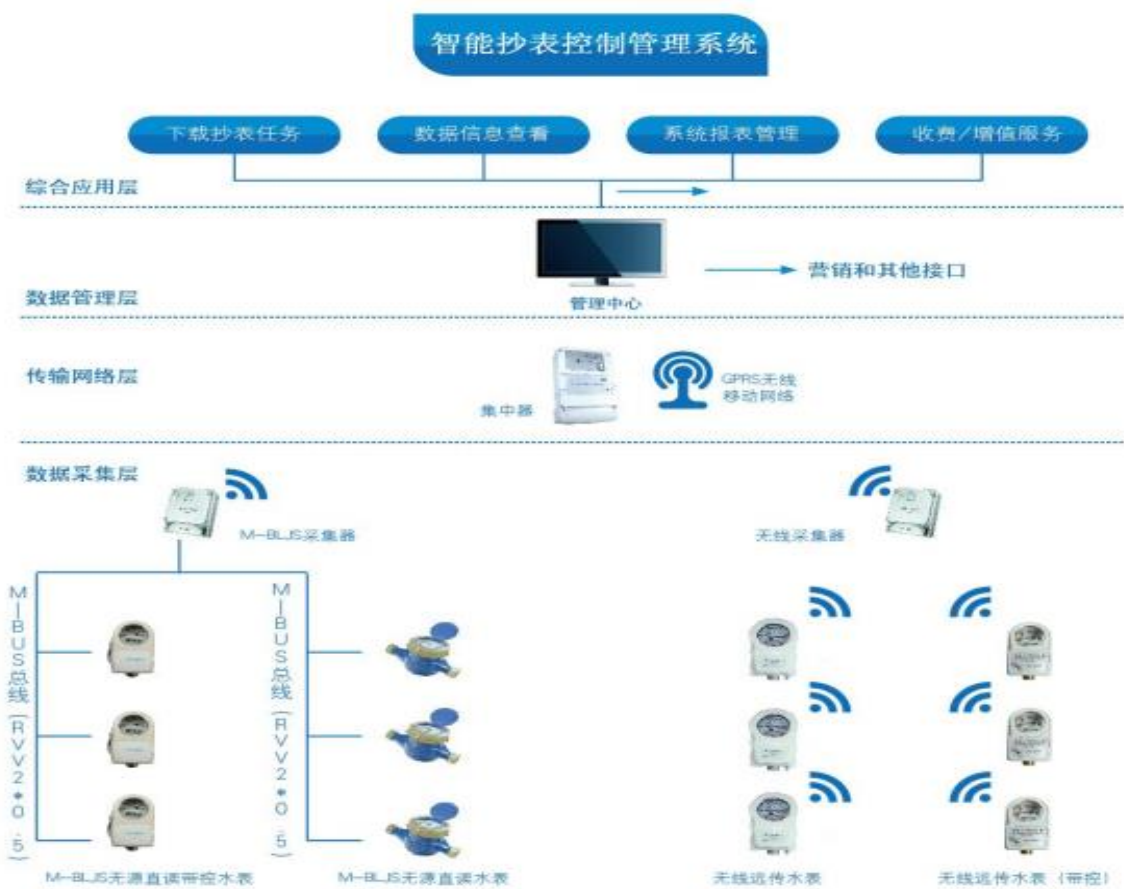 智能抄表控制管理系统
下载抄表任务
数据信息查看
系统报表管理
收费/增值服务
综合应用层
营销和其他接口
数据管理层
管理中心
传输网络层
GPRS无线
移动网络
集中器
数据采集层
M-BUS采集器
无线采集器
M-BUS总线(RVV2*0.5)
M-BUS总线(RVV2*0.5)
M-BUS无源直读带控水表
M-BUS无源直读水表
无线远传水表
无线远传水表(带控)